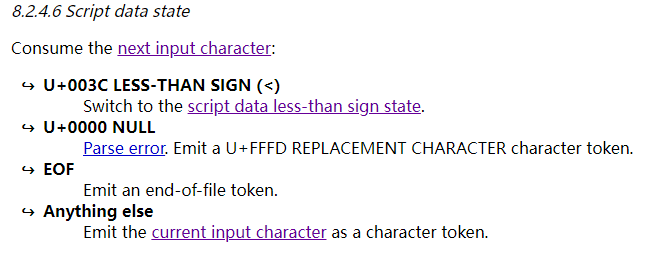 8.2.4.6 Script data state
Consume the next input character:
↪ U+003C LESS-THAN SIGN (<)
Switch to the script data less-than sign state.
↪ U+0000 NULL
Parse error. Emit a U+FFFD REPLACEMENT CHARACTER character token.
↪ EOF
Emit an end-of-file token.
↪ Anything else
Emit the current input character as a character token.